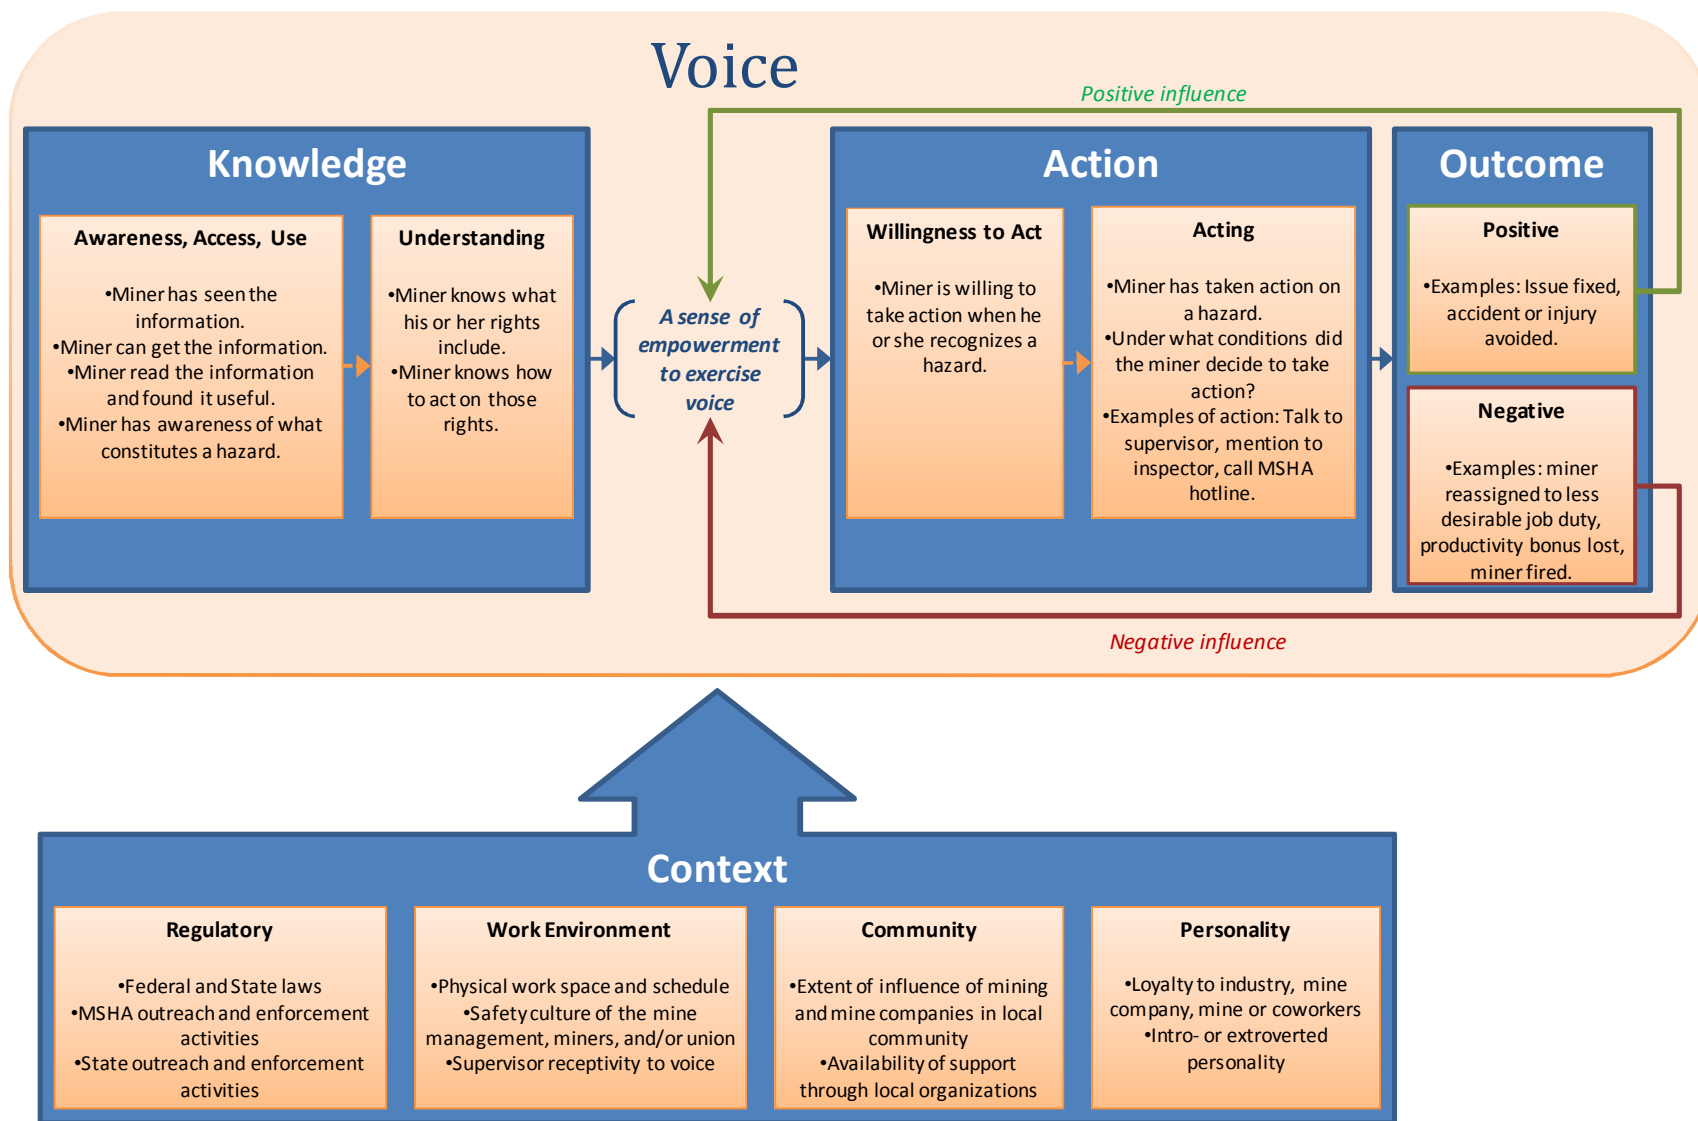 Voice
Positive influence
Knowledge
Awareness, Access, Use
•Miner has seen the
information.
•Miner can get the information.
•Miner read the information
and found it useful.
•Miner has awareness of what
constitutes a hazard.
Understanding
•Miner knows what
his or her rights
include.
•Miner knows how
to act on those
rights.
A sense of
empowerment
to exercise
voice
Action
Willingness to Act
•Miner is willing to
take action when he
or she recognizes a
hazard.
Acting
•Miner has taken action on
a hazard.
•Under what conditions did
the miner decide to take
action?
•Examples of action: Talk to
supervisor, mention to
inspector, call MSHA
hotline.
Outcome
Positive
•Examples: Issue fixed,
accident or injury
avoided.
Negative
•Examples: miner
reassigned to less
desirable job duty,
productivity bonus lost,
miner fired.
Negative influence
Context
Regulatory
•Federal and State laws
•MSHA outreach and enforcement
activities
•State outreach and enforcement
activities
Work Environment
•Physical work space and schedule
•Safety culture of the mine
management, miners, and/or union
•Supervisor receptivity to voice
Community
•Extent of influence of mining
and mine companies in local
community
•Availability of support
through local organizations
Personality
•Loyalty to industry, mine
company, mine or coworkers
•Intro- or extroverted
personality